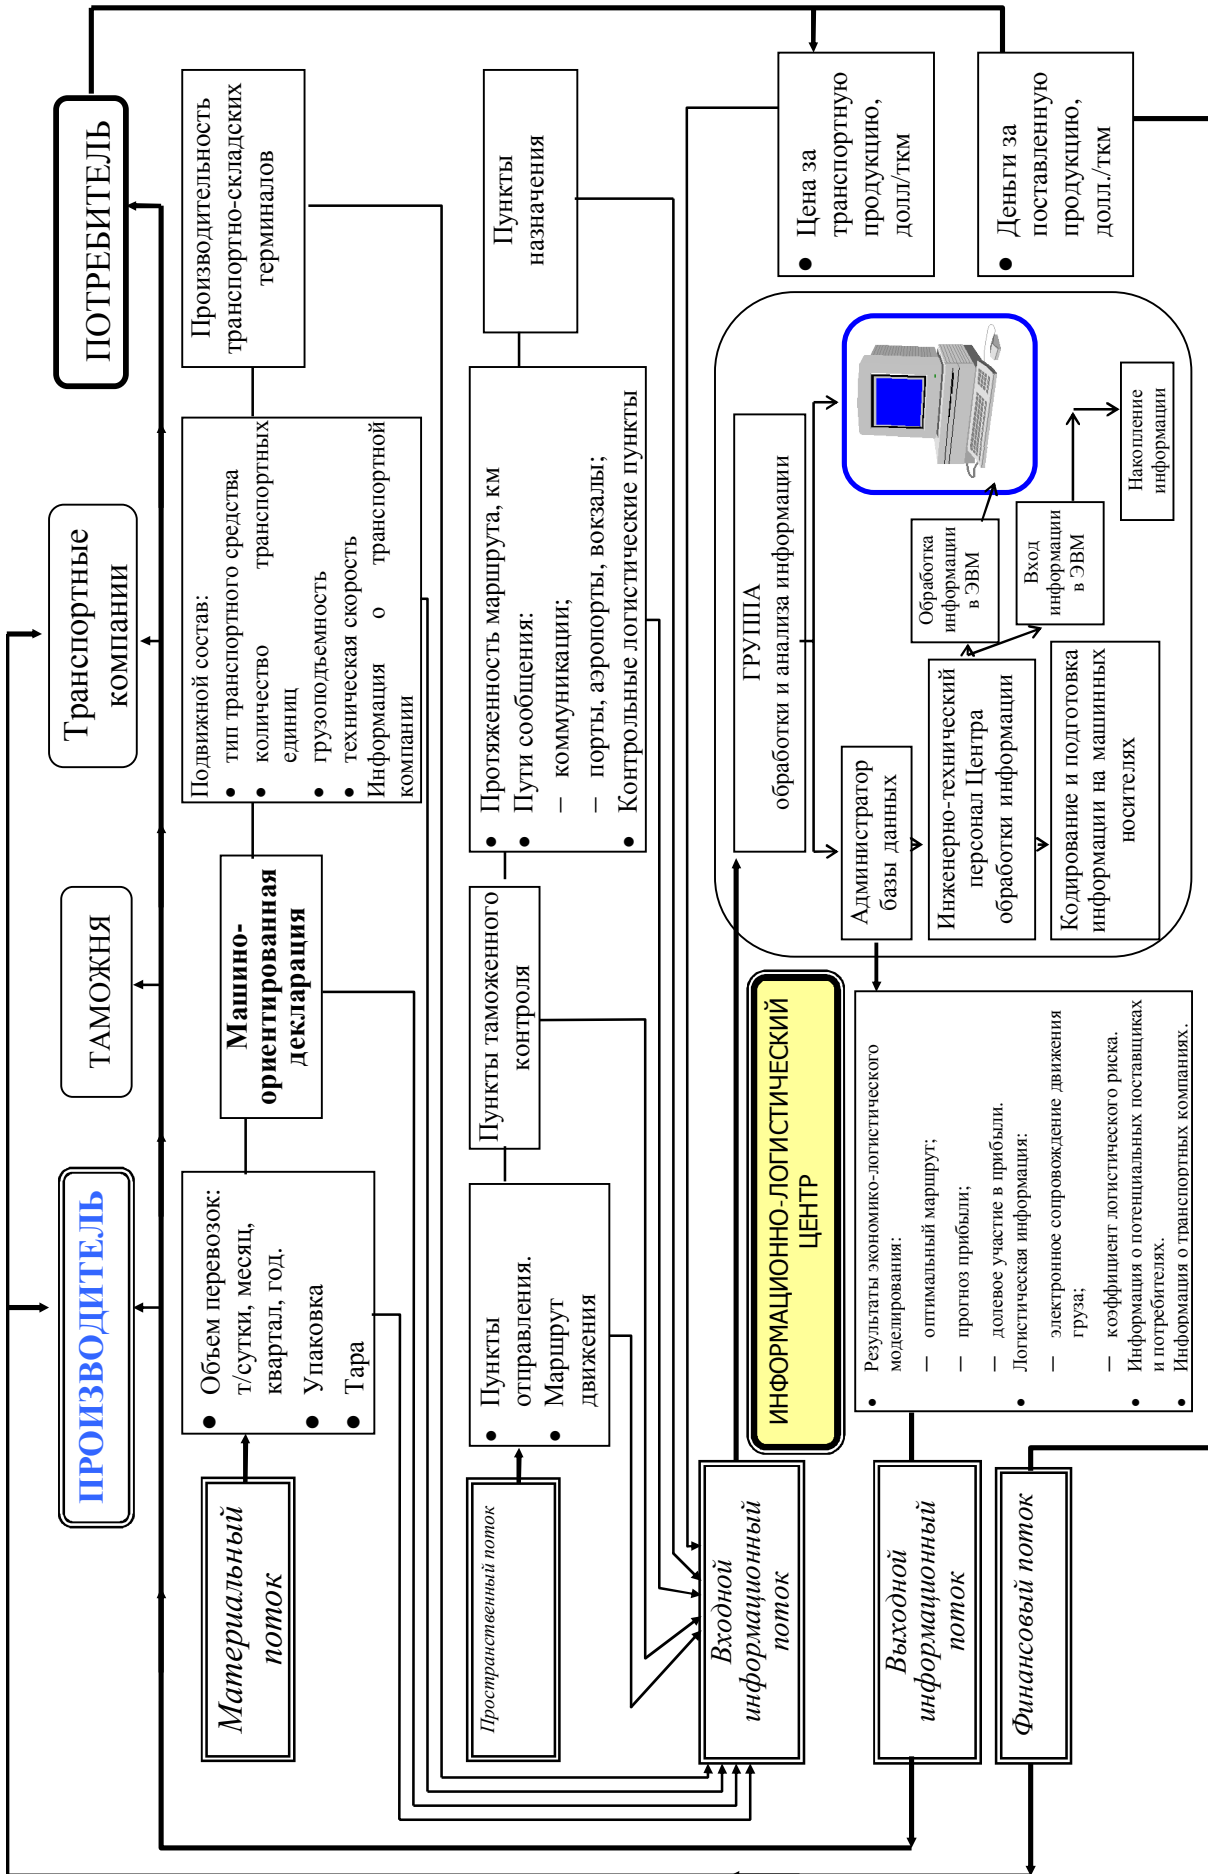 ПРОИЗВОДИТЕЛЬ
ТАМОЖНЯ
Транспортные
компании
ПОТРЕБИТЕЛЬ
Материальный
поток
● Объем перевозок:
т/сутки, месяц,
квартал, год.
● Упаковка
● Тара
Машино-
ориентированная
декларация
Подвижной состав:
● тип транспортного средства
● количество транспортных
единиц
● грузоподъемность
● техническая скорость
Информация о транспортной
компании
Производительность
транспортно-складских
терминалов
Пространственный поток
● Пункты
отправления.
● Маршрут
движения
Пункты таможенного
контроля
● Протяженность маршрута, км
● Пути сообщения:
– коммуникации;
– порты, аэропорты, вокзалы;
● Контрольные логистические пункты
Пункты
назначения
Входной
информационный
поток
ИНФОРМАЦИОННО-ЛОГИСТИЧЕСКИЙ
ЦЕНТР
ГРУППА
обработки и анализа информации
Администратор
базы данных
Инженерно-технический
персонал Центра
обработки информации
Кодирование и подготовка
информации на машинных
носителях
Обработка
информации
в ЭВМ
Вход
информации
в ЭВМ
Накопление
информации
● Цена за
транспортную
продукцию,
долл/ткм
● Деньги за
поставленную
продукцию,
долл./ткм
Выходной
информационный
поток
● Результаты экономико-логистического
моделирования:
– оптимальный маршрут;
– прогноз прибыли;
– долевое участие в прибыли.
● Логистическая информация:
– электронное сопровождение движения
груза;
– коэффициент логистического риска.
● Информация о потенциальных поставщиках
и потребителях.
● Информация о транспортных компаниях.
Финансовый поток